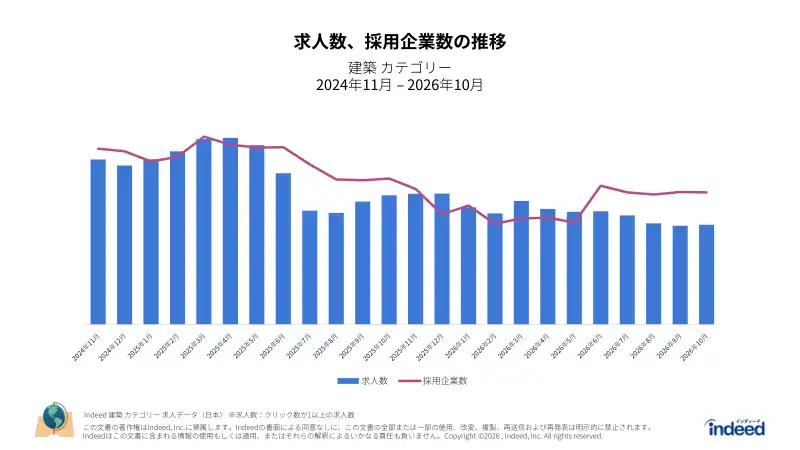 求人数、採用企業数の推移
建築 カテゴリー
2024年11月 – 2026年10月
2024年11月
2024年12月
2025年1月
2025年2月
2025年3月
2025年4月
2025年5月
2025年6月
2025年7月
2025年8月
2025年9月
2025年10月
2025年11月
2025年12月
2026年1月
2026年2月
2026年3月
2026年4月
2026年5月
2026年6月
2026年7月
2026年8月
2026年9月
2026年10月
求人数 採用企業数
Indeed 建築 カテゴリー 求人データ（日本） ※求人数：クリック数が1以上の求人数
この文書の著作権はIndeed, Inc.に帰属します。Indeedの書面による同意なしに、この文書の全部または一部の使用、改変、複製、再送信および再発表は明示的に禁止されます。
Indeedはこの文書に含まれる情報の使用もしくは適用、またはそれらの解釈によるいかなる責任も負いません。Copyright ©2026 , Indeed, Inc. All rights reserved.
インディード
indeed